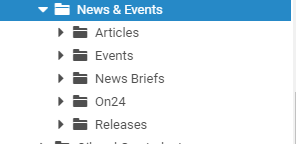 News & Events
Articles
Events
News Briefs
On24
Releases